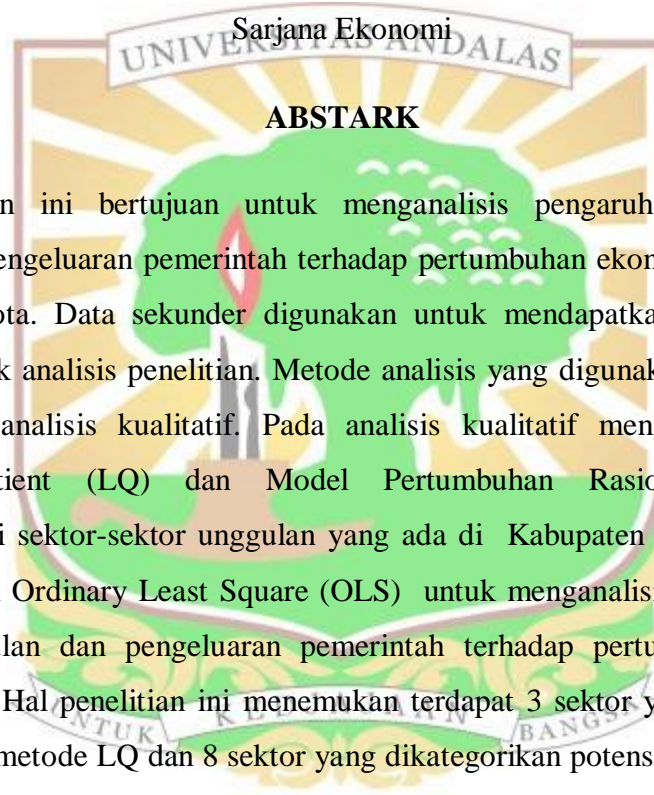 Sarjana Ekonomi
UNIVERSITAS ANDALAS
ABSTARK
n ini bertujuan untuk menganalisis pengaruh
engeluaran pemerintah terhadap pertumbuhan ekon
ota. Data sekunder digunakan untuk mendapatka
k analisis penelitian. Metode analisis yang digunak
analisis kualitatif. Pada analisis kualitatif men
tient (LQ) dan Model Pertumbuhan Rasio
i sektor-sektor unggulan yang ada di Kabupaten
Ordinary Least Square (OLS) untuk menganalisi
lan dan pengeluaran pemerintah terhadap pertu
Hal penelitian ini menemukan terdapat 3 sektor y
UNTUK KEDJAJAAN BANGSA
metode LQ dan 8 sektor yang dikategorikan potens